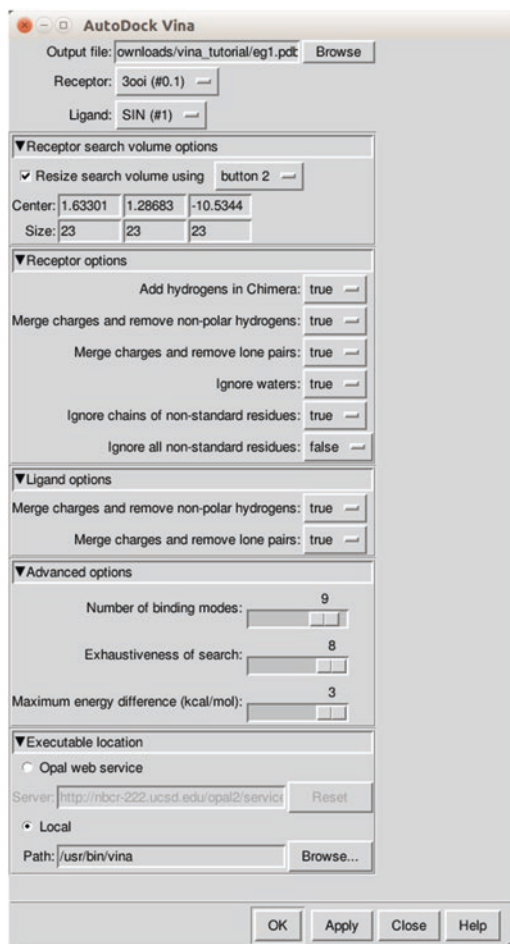 AutoDock Vina
Output file: ownloads/vina_tutorial/eg1.pdb Browse
Receptor: 3ooi (#0.1)
Ligand: SIN (#1)
▼Receptor search volume options
Resize search volume using button 2
Center: 1.63301 1.28683 -10.5344
Size: 23 23 23
▼Receptor options
Add hydrogens in Chimera: true
Merge charges and remove non-polar hydrogens: true
Merge charges and remove lone pairs: true
Ignore waters: true
Ignore chains of non-standard residues: true
Ignore all non-standard residues: false
▼Ligand options
Merge charges and remove non-polar hydrogens: true
Merge charges and remove lone pairs: true
▼Advanced options
Number of binding modes: 9
Exhaustiveness of search: 8
Maximum energy difference (kcal/mol): 3
▼Executable location
Opal web service
Server: http://nbcr-222.ucsd.edu/opal2/service Reset
Local
Path: /usr/bin/vina Browse...
OK Apply Close Help